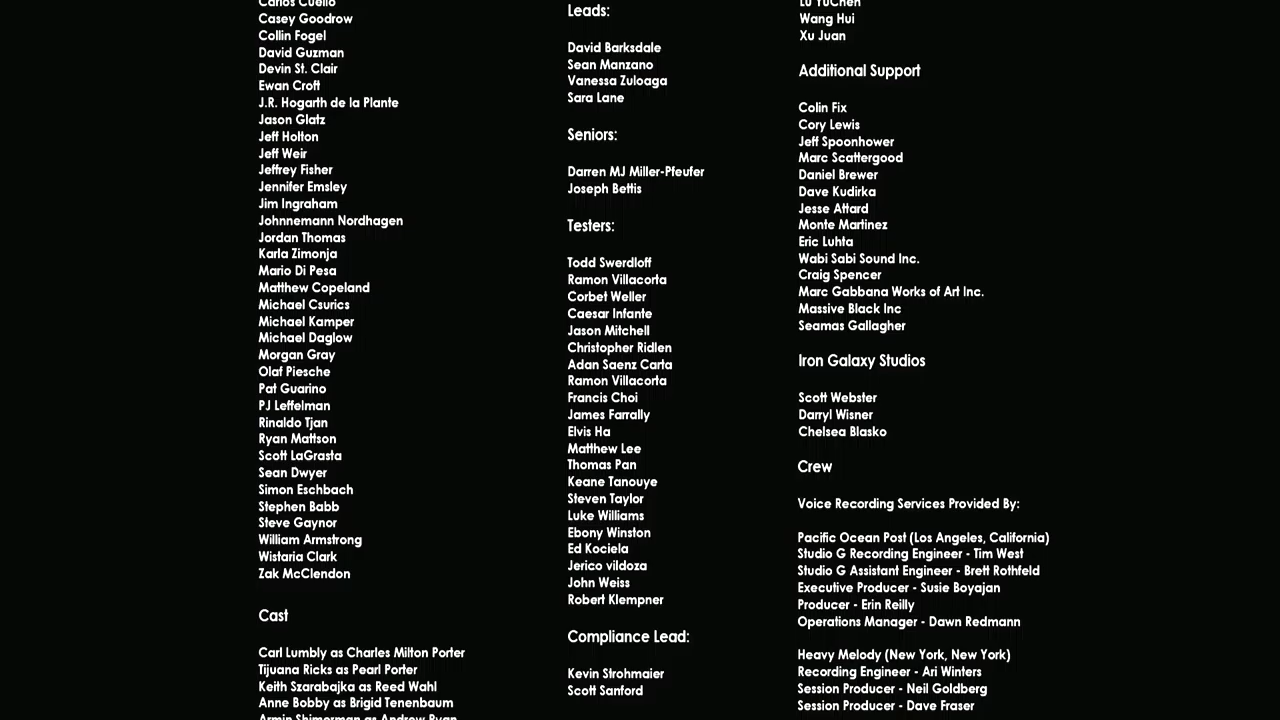 Carlos Cuello
Casey Goodrow
Collin Fogel
David Guzman
Devin St. Clair
Ewan Croft
J.R. Hogarth de la Plante
Jason Glatz
Jeff Holton
Jeff Weir
Jeffrey Fisher
Jennifer Emsley
Jim Ingraham
Johnnemann Nordhagen
Jordan Thomas
Karla Zimonja
Mario Di Pesa
Matthew Copeland
Michael Csurics
Michael Kamper
Michael Daglow
Morgan Gray
Olaf Piesche
Pat Guarino
PJ Leffelman
Rinaldo Tjan
Ryan Mattson
Scott LaGrasta
Sean Dwyer
Simon Eschbach
Stephen Babb
Steve Gaynor
William Armstrong
Wistaria Clark
Zak McClendon
Cast
Carl Lumbly as Charles Milton Porter
Tijuana Ricks as Pearl Porter
Keith Szarabajka as Reed Wahl
Anne Bobby as Brigid Tenenbaum
Armin Shimerman as Andrew Ryan
Leads:
David Barksdale
Sean Manzano
Vanessa Zuloaga
Sara Lane
Seniors:
Darren MJ Miller-Pfeufer
Joseph Bettis
Testers:
Todd Swerdloff
Ramon Villacorta
Corbet Weller
Caesar Infante
Jason Mitchell
Christopher Ridlen
Adan Saenz Carta
Ramon Villacorta
Francis Choi
James Farrally
Elvis Ha
Matthew Lee
Thomas Pan
Keane Tanouye
Steven Taylor
Luke Williams
Ebony Winston
Ed Kociela
Jerico vildoza
John Weiss
Robert Klempner
Compliance Lead:
Kevin Strohmaier
Scott Sanford
Lu YuChen
Wang Hui
Xu Juan
Additional Support
Colin Fix
Cory Lewis
Jeff Spoonhower
Marc Scattergood
Daniel Brewer
Dave Kudirka
Jesse Attard
Monte Martinez
Eric Luhta
Wabi Sabi Sound Inc.
Craig Spencer
Marc Gabbana Works of Art Inc.
Massive Black Inc
Seamas Gallagher
Iron Galaxy Studios
Scott Webster
Darryl Wisner
Chelsea Blasko
Crew
Voice Recording Services Provided By:
Pacific Ocean Post (Los Angeles, California)
Studio G Recording Engineer - Tim West
Studio G Assistant Engineer - Brett Rothfeld
Executive Producer - Susie Boyajan
Producer - Erin Reilly
Operations Manager - Dawn Redmann
Heavy Melody (New York, New York)
Recording Engineer - Ari Winters
Session Producer - Neil Goldberg
Session Producer - Dave Fraser